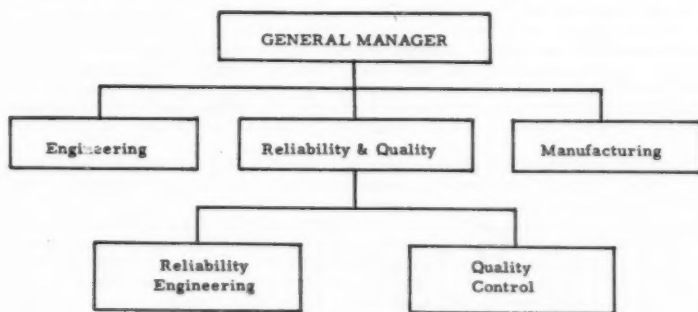 GENERAL MANAGER
Engineering
Reliability & Quality
Manufacturing
Reliability
Engineering
Quality
Control